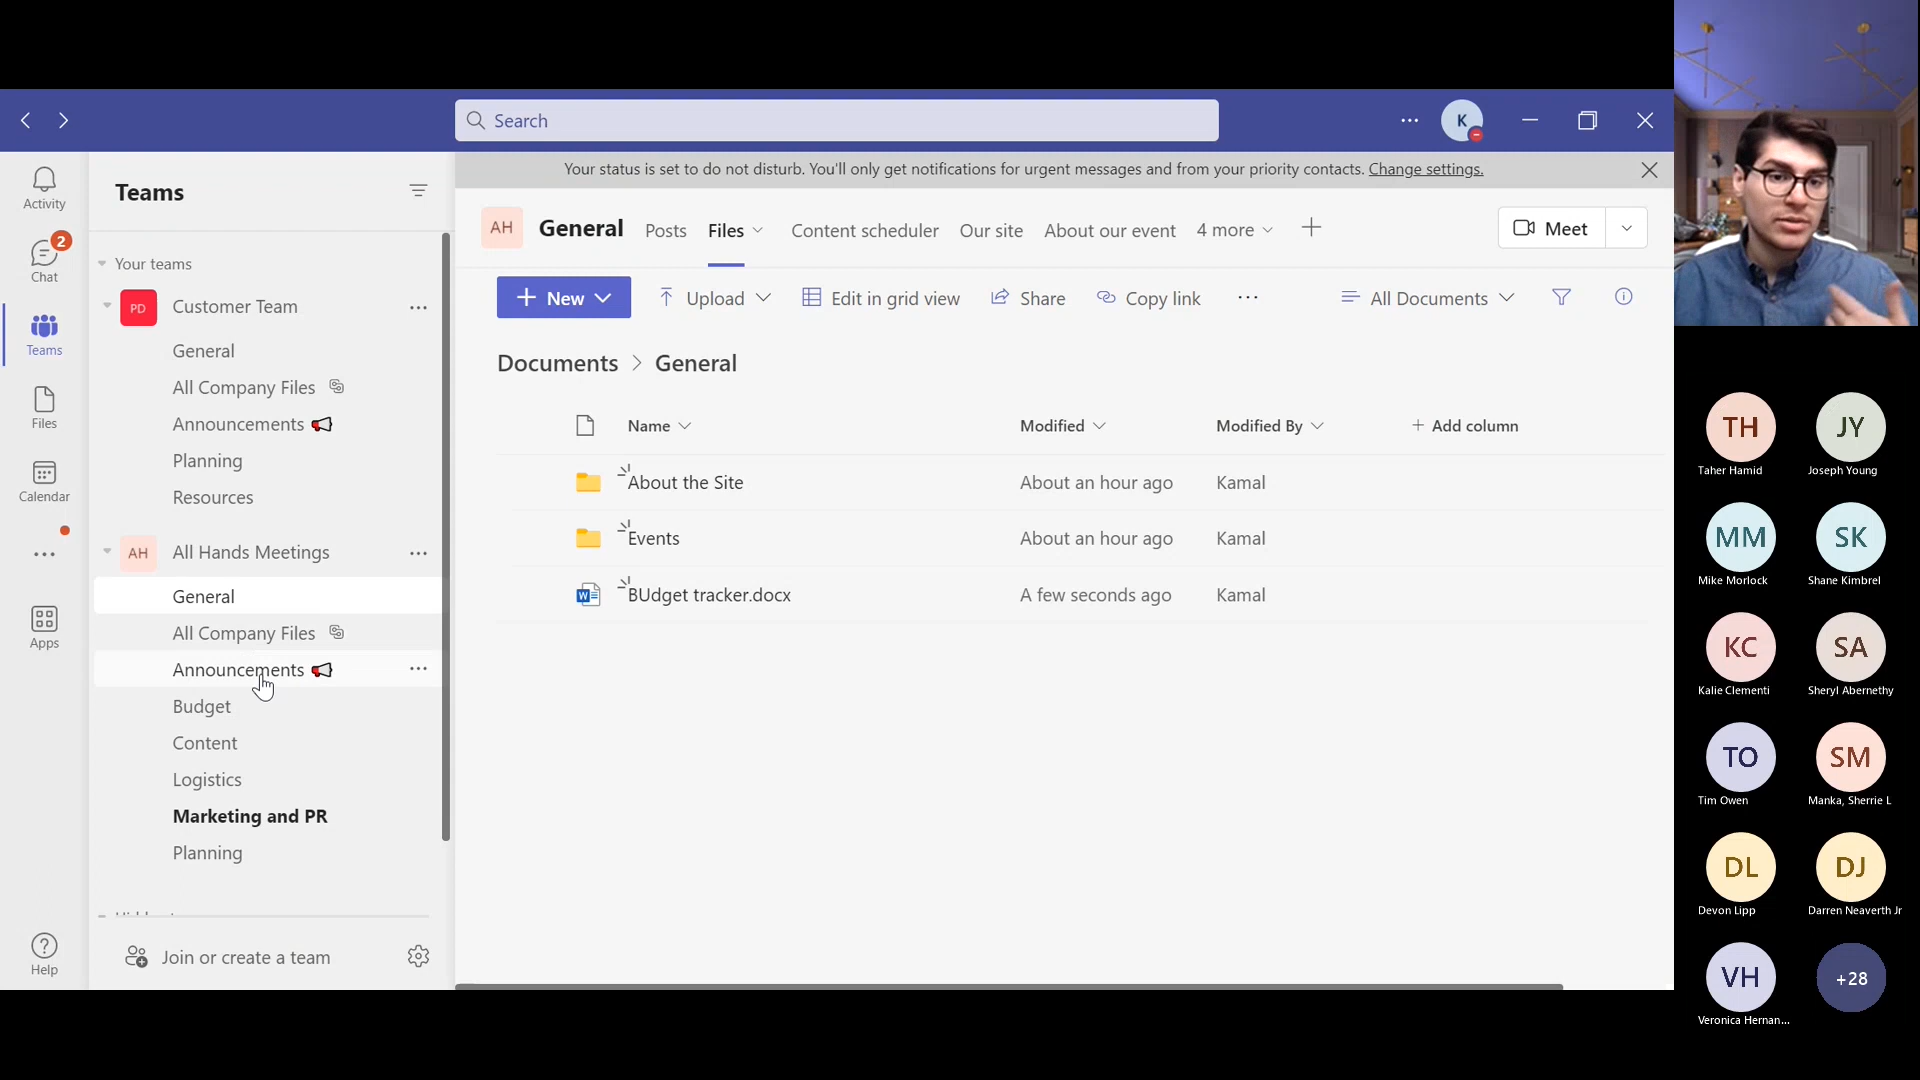 Search
K
Your status is set to do not disturb. You'll only get notifications for urgent messages and from your priority contacts. Change settings.
Activity
2
Chat
Teams
Files
Calendar
Apps
Help
Teams
Your teams
PD Customer Team
General
All Company Files
Announcements
Planning
Resources
AH All Hands Meetings
General
All Company Files
Announcements
Budget
Content
Logistics
Marketing and PR
Planning
Join or create a team
AH General Posts Files Content scheduler Our site About our event 4 more Meet
New Upload Edit in grid view Share Copy link All Documents
Documents > General
Name Modified Modified By + Add column
About the Site About an hour ago Kamal
Events About an hour ago Kamal
BUdget tracker.docx A few seconds ago Kamal
TH JY
Taher Hamid Joseph Young
MM SK
Mike Morlock Shane Kimbrel
KC SA
Kalie Clementi Sheryl Abernethy
TO SM
Tim Owen Manka, Sherrie L
DL DJ
Devon Lipp Darren Neaverth Jr
VH +28
Veronica Hernan...